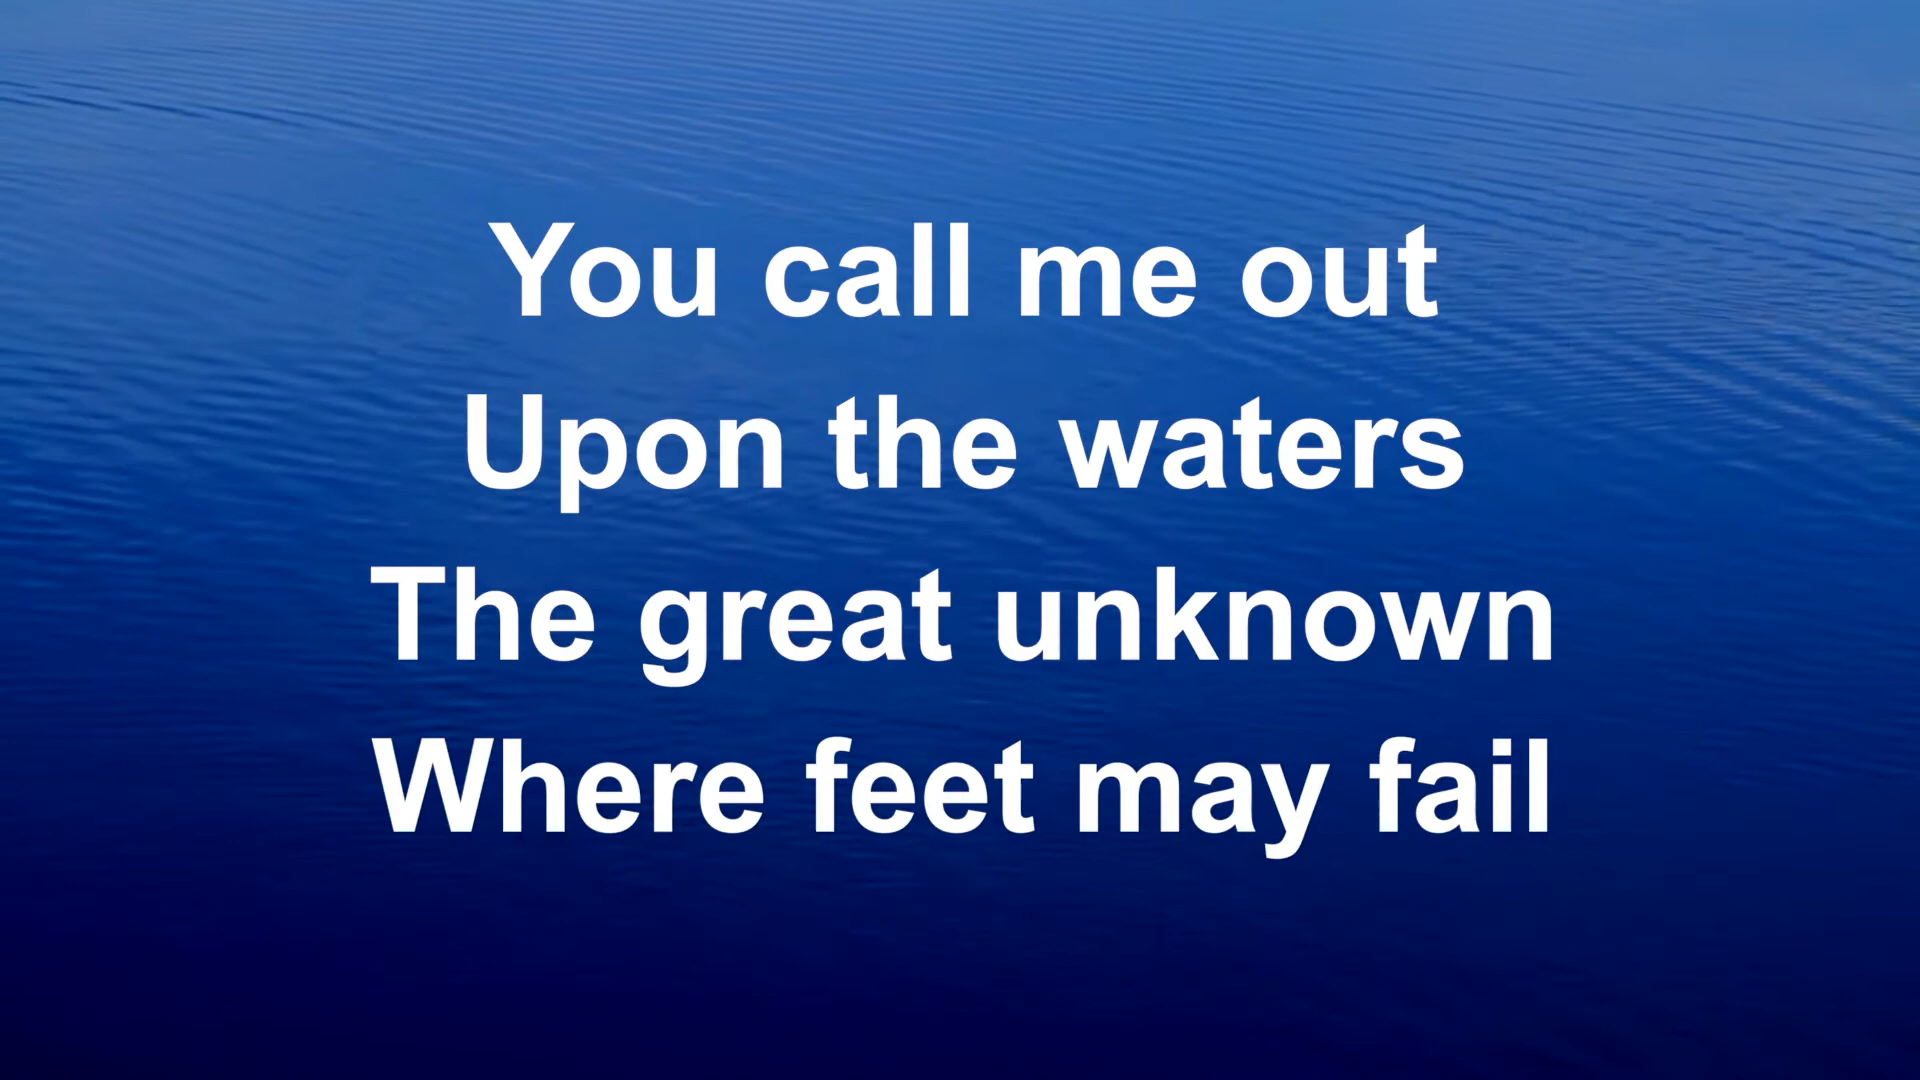 You call me out
Upon the waters
The great unknown
Where feet may fail